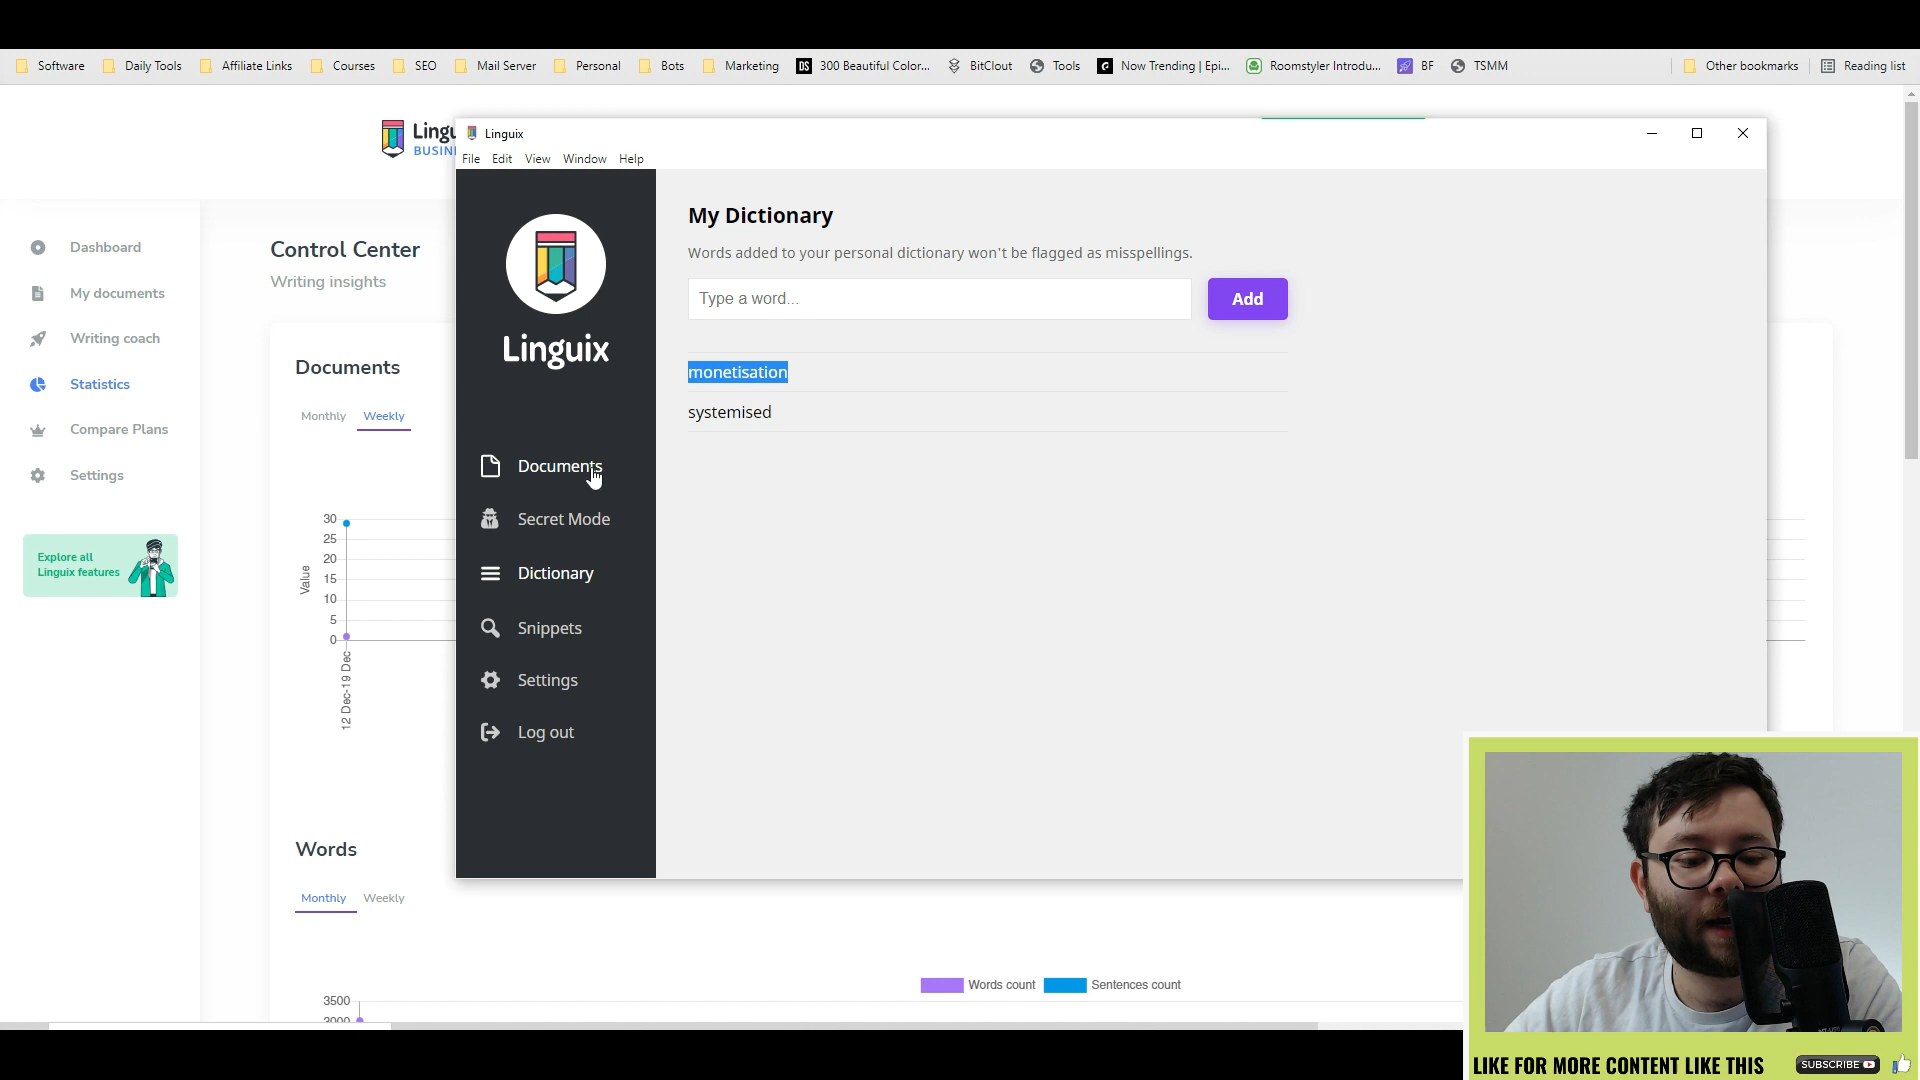 Software
Daily Tools
Affiliate Links
Courses
SEO
Mail Server
Personal
Bots
Marketing
DS 300 Beautiful Color...
BitClout
Tools
Now Trending | Epi...
Roomstyler Introdu...
BF
TSMM
Other bookmarks
Reading list
Lingu
BUSIN
Linguix
File Edit View Window Help
Dashboard
My documents
Writing coach
Statistics
Compare Plans
Settings
Explore all
Linguix features
Control Center
Writing insights
Documents
Monthly Weekly
30
25
20
15
10
5
0
Value
12 Dec-19 Dec
Words
Monthly Weekly
Words count
Sentences count
3500
3000
Linguix
Documents
Secret Mode
Dictionary
Snippets
Settings
Log out
My Dictionary
Words added to your personal dictionary won't be flagged as misspellings.
Type a word...
Add
monetisation
systemised
LIKE FOR MORE CONTENT LIKE THIS
SUBSCRIBE